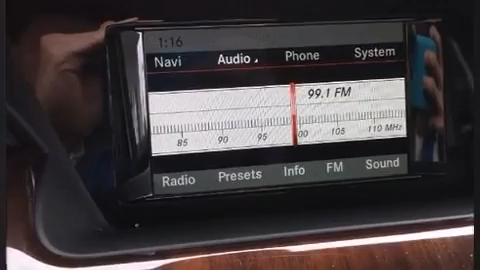 1:16
Navi Audio Phone System
99.1 FM
85 90 95 00 105 110 MHz
Radio Presets Info FM Sound